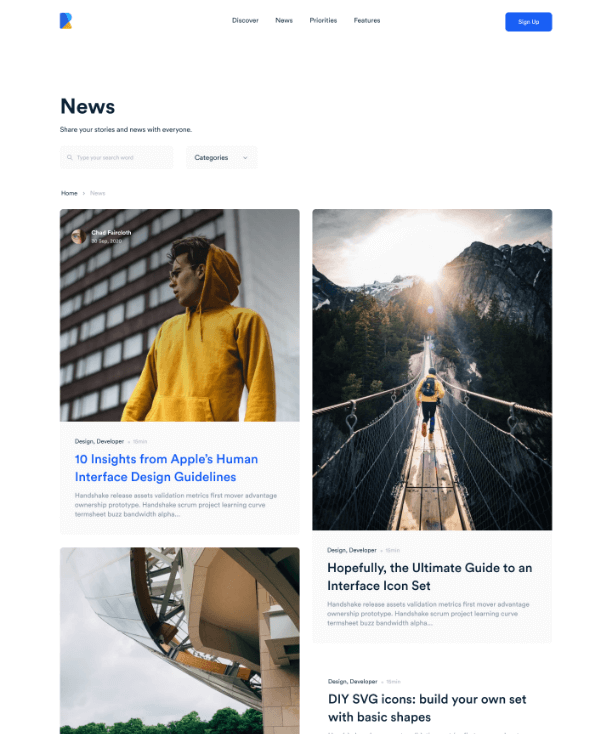 Discover News Priorities Features
Sign Up
News
Share your stories and news with everyone.
Type your search word
Categories
Home > News
Chad Faircloth
20 Sep, 2020
Design, Developer • 16min
10 Insights from Apple's Human
Interface Design Guidelines
Handshake release assets validation metrics first mover advantage
ownership prototype. Handshake scrum project learning curve
termsheet buzz bandwidth alpha...
Design, Developer • 16min
Hopefully, the Ultimate Guide to an
Interface Icon Set
Handshake release assets validation metrics first mover advantage
ownership prototype. Handshake scrum project learning curve
termsheet buzz bandwidth alpha...
Design, Developer • 16min
DIY SVG icons: build your own set
with basic shapes